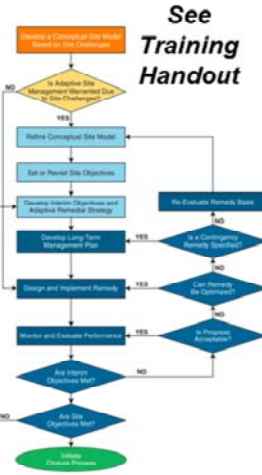 See
Training
Handout
Develop a Conceptual Site Model
Based on Site Challenges
NO
Is Adaptive Site
Management Warranted Due
to Site Challenges?
YES
Refine Conceptual Site Model
Set or Revisit Site Objectives
Develop Interim Objectives and
Adaptive Remedial Strategy
Develop Long-Term
Management Plan
Design and Implement Remedy
Monitor and Evaluate Performance
Are Interim
Objectives Met?
NO
Are Site
Objectives Met?
NO
Initiate
Closure Process
Re-Evaluate Remedy Basis
NO
Is a Contingency
Remedy Specified?
YES
NO
Can Remedy
Be Optimized?
YES
NO
Is Progress
Acceptable?
YES